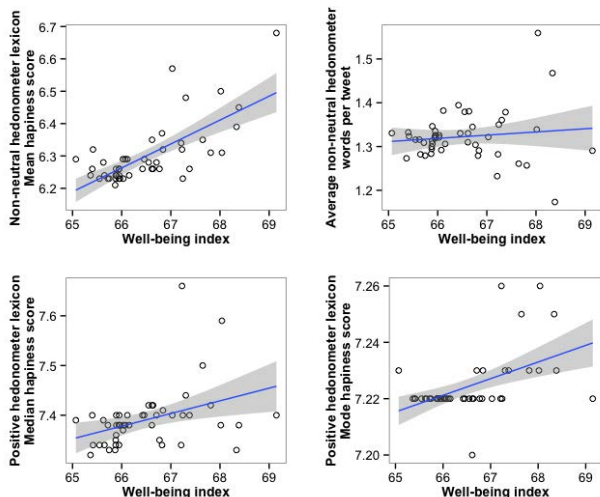 Non-neutral hedonometer lexicon
Mean hapiness score
6.7
6.6
6.5
6.4
6.3
6.2
65 66 67 68 69
Well-being index
Average non-neutral hedonometer
words per tweet
1.5
1.4
1.3
1.2
65 66 67 68 69
Well-being index
Positive hedonometer lexicon
Median hapiness score
7.6
7.5
7.4
65 66 67 68 69
Well-being index
Positive hedonometer lexicon
Mode hapiness score
7.26
7.24
7.22
7.20
65 66 67 68 69
Well-being index